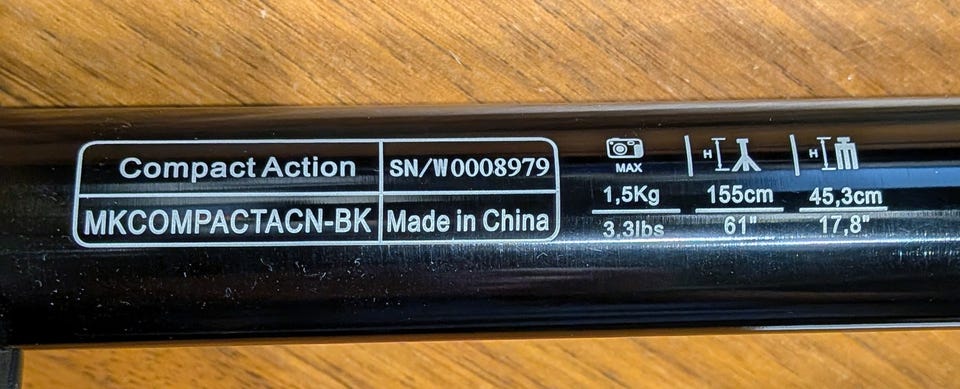 Compact Action SN/W0008979
MKCOMPACTACN-BK Made in China
MAX H H
1,5Kg 155cm 45,3cm
3,3lbs 61" 17,8"